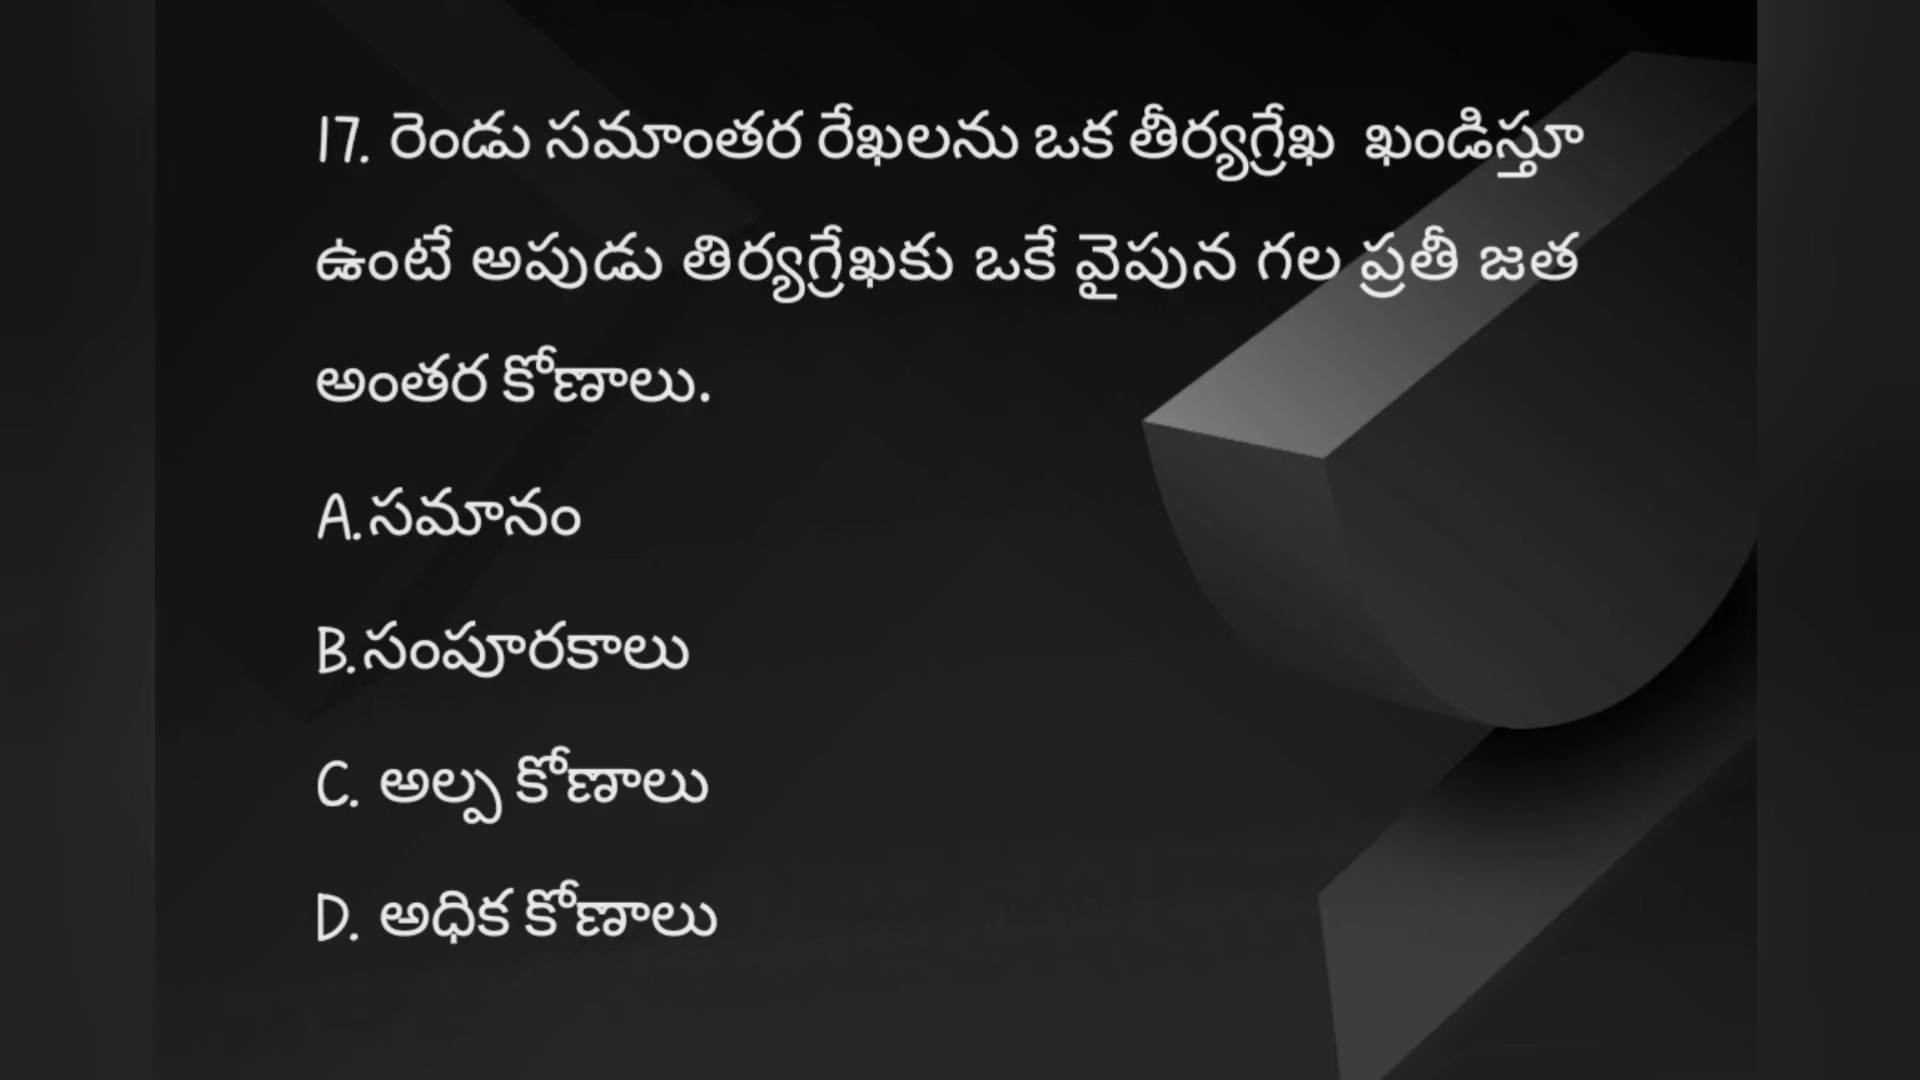 17. రెండు సమాంతర రేఖలను ఒక తీర్యగ్రేఖ ఖండిస్తూ
ఉంటే అపుడు తిర్యగ్రేఖకు ఒకే వైపున గల ప్రతీ జత
అంతర కోణాలు.
A.సమానం
B.సంపూరకాలు
C. అల్ప కోణాలు
D. అధిక కోణాలు